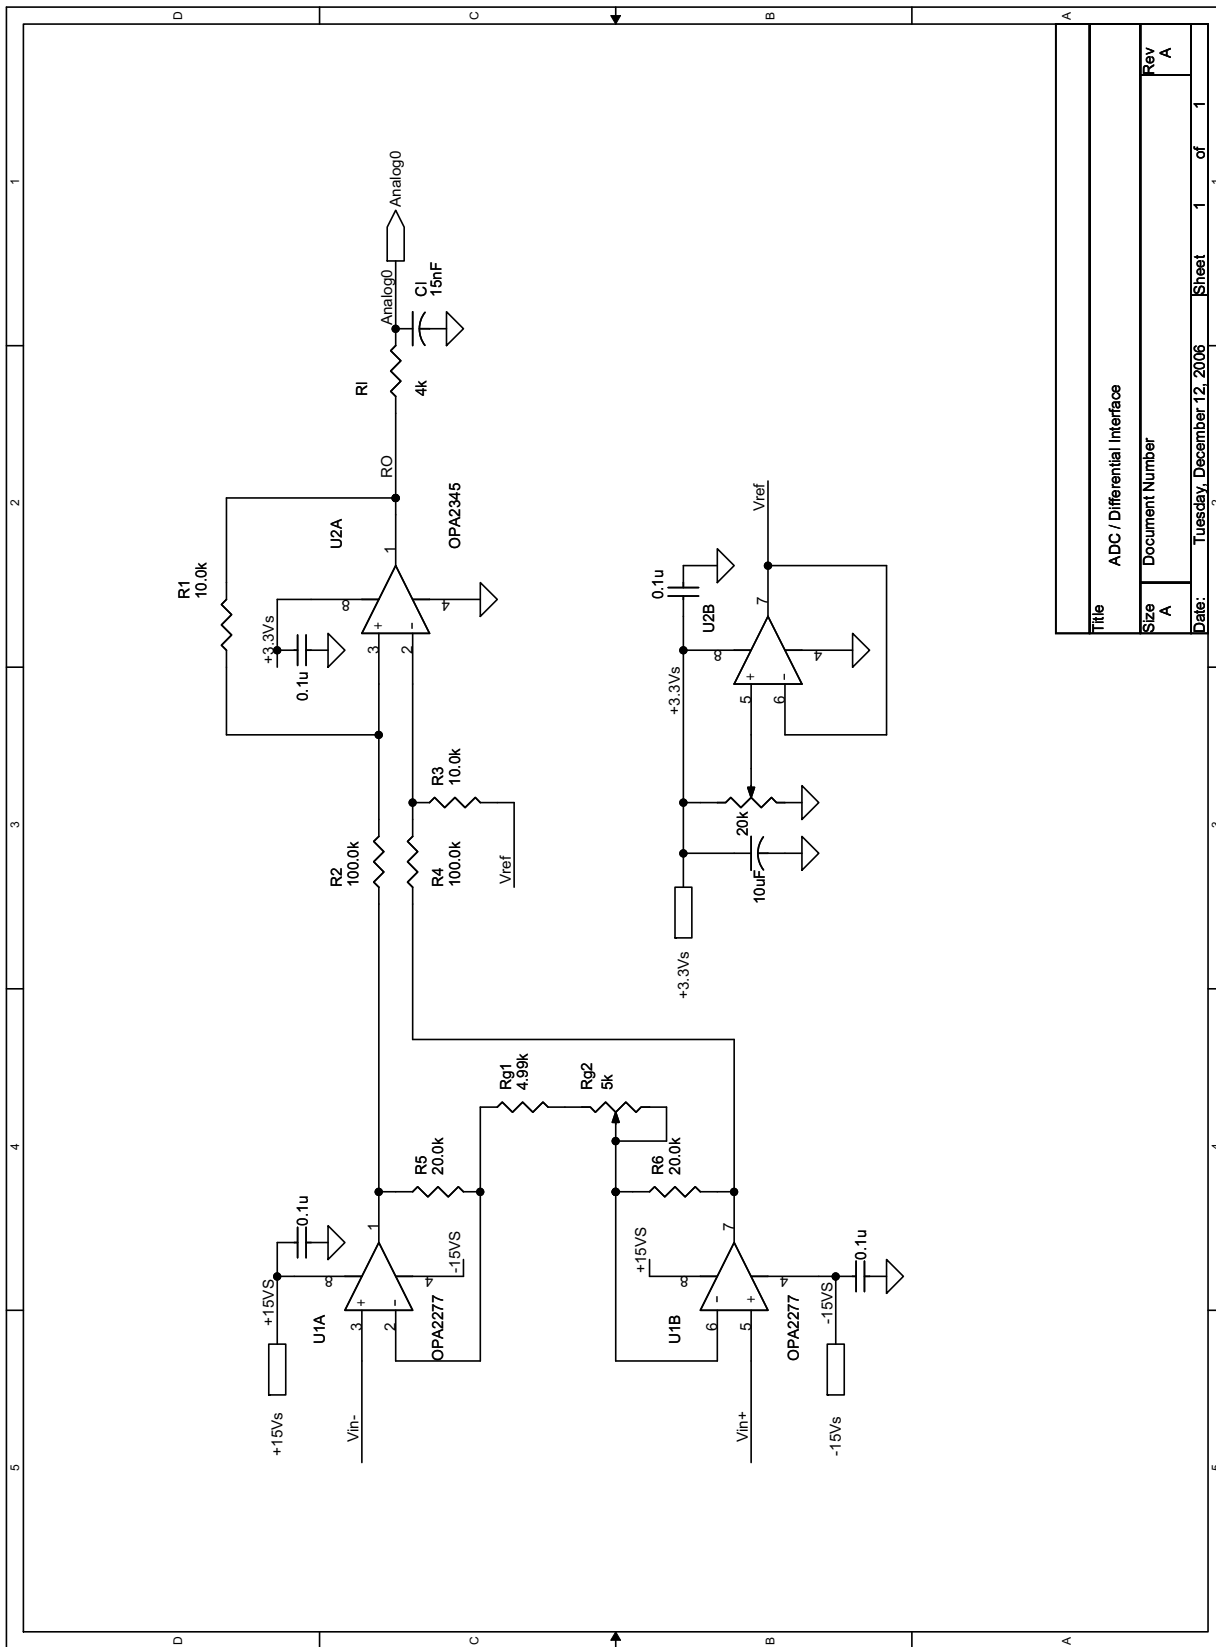 5
4
3
2
1
D
C
B
A
+15Vs
+15VS
0.1u
U1A
3
2
8
4
1
+
-
Vin-
OPA2277
-15VS
R5
20.0k
R2
100.0k
R1
10.0k
+3.3Vs
0.1u
3
2
8
4
1
+
-
U2A
OPA2345
RO
RI
4k
Analog0
CI
15nF
Analog0
R4
100.0k
R3
10.0k
Vref
Rg1
4.99k
Rg2
5k
R6
20.0k
+15VS
U1B
6
5
8
4
7
-
+
Vin+
OPA2277
-15VS
0.1u
-15Vs
+3.3Vs
10uF
20k
+3.3Vs
5
6
8
4
7
+
-
U2B
0.1u
Vref
Title
ADC / Differential Interface
Size
A
Document Number
Rev
A
Date:
Tuesday, December 12, 2006
Sheet
1
of
1
5
4
3
2
1
D
C
B
A